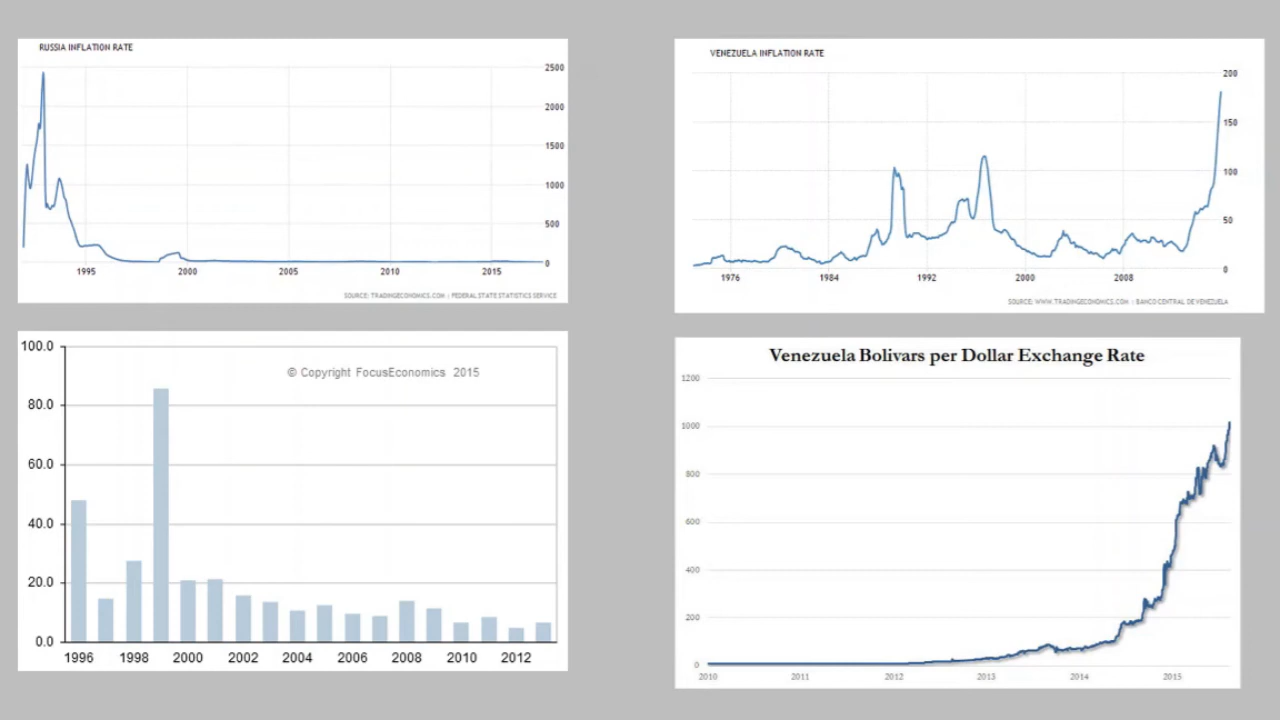 RUSSIA INFLATION RATE
2500
2000
1500
1000
500
0
1995 2000 2005 2010 2015
SOURCE: TRADINGECONOMICS.COM | FEDERAL STATE STATISTICS SERVICE
VENEZUELA INFLATION RATE
200
150
100
50
0
1976 1984 1992 2000 2008
SOURCE: WWW.TRADINGECONOMICS.COM | BANCO CENTRAL DE VENEZUELA
100.0
© Copyright FocusEconomics 2015
80.0
60.0
40.0
20.0
0.0
1996 1998 2000 2002 2004 2006 2008 2010 2012
Venezuela Bolivars per Dollar Exchange Rate
1200
1000
800
600
400
200
0
2010 2011 2012 2013 2014 2015